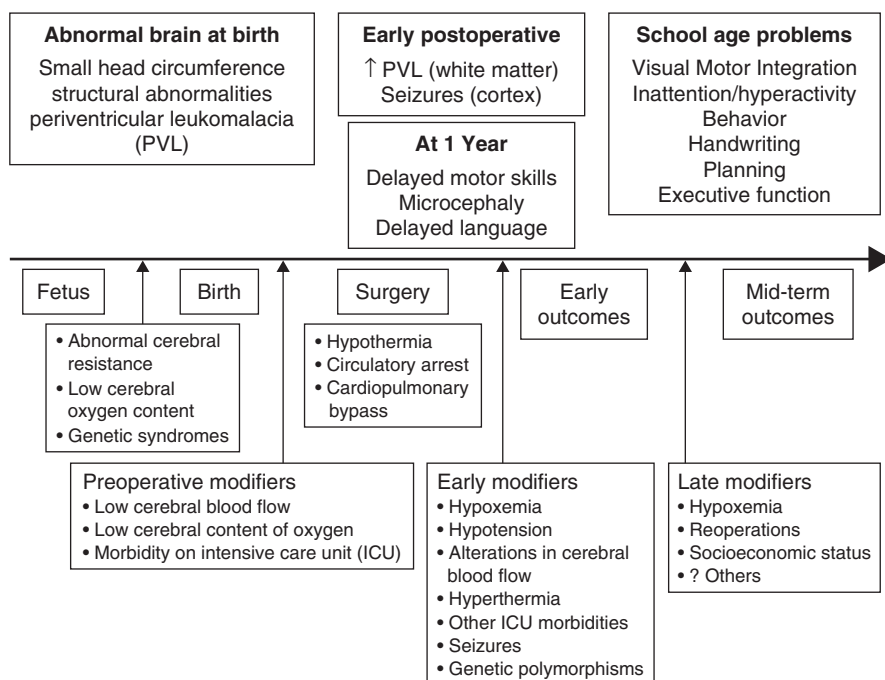 Abnormal brain at birth
Small head circumference
structural abnormalities
periventricular leukomalacia
(PVL)
Early postoperative
↑ PVL (white matter)
Seizures (cortex)
At 1 Year
Delayed motor skills
Microcephaly
Delayed language
School age problems
Visual Motor Integration
Inattention/hyperactivity
Behavior
Handwriting
Planning
Executive function
Fetus
Birth
Surgery
Early
outcomes
Mid-term
outcomes
• Abnormal cerebral
resistance
• Low cerebral
oxygen content
• Genetic syndromes
• Hypothermia
• Circulatory arrest
• Cardiopulmonary
bypass
Preoperative modifiers
• Low cerebral blood flow
• Low cerebral content of oxygen
• Morbidity on intensive care unit (ICU)
Early modifiers
• Hypoxemia
• Hypotension
• Alterations in cerebral
blood flow
• Hyperthermia
• Other ICU morbidities
• Seizures
• Genetic polymorphisms
Late modifiers
• Hypoxemia
• Reoperations
• Socioeconomic status
• ? Others